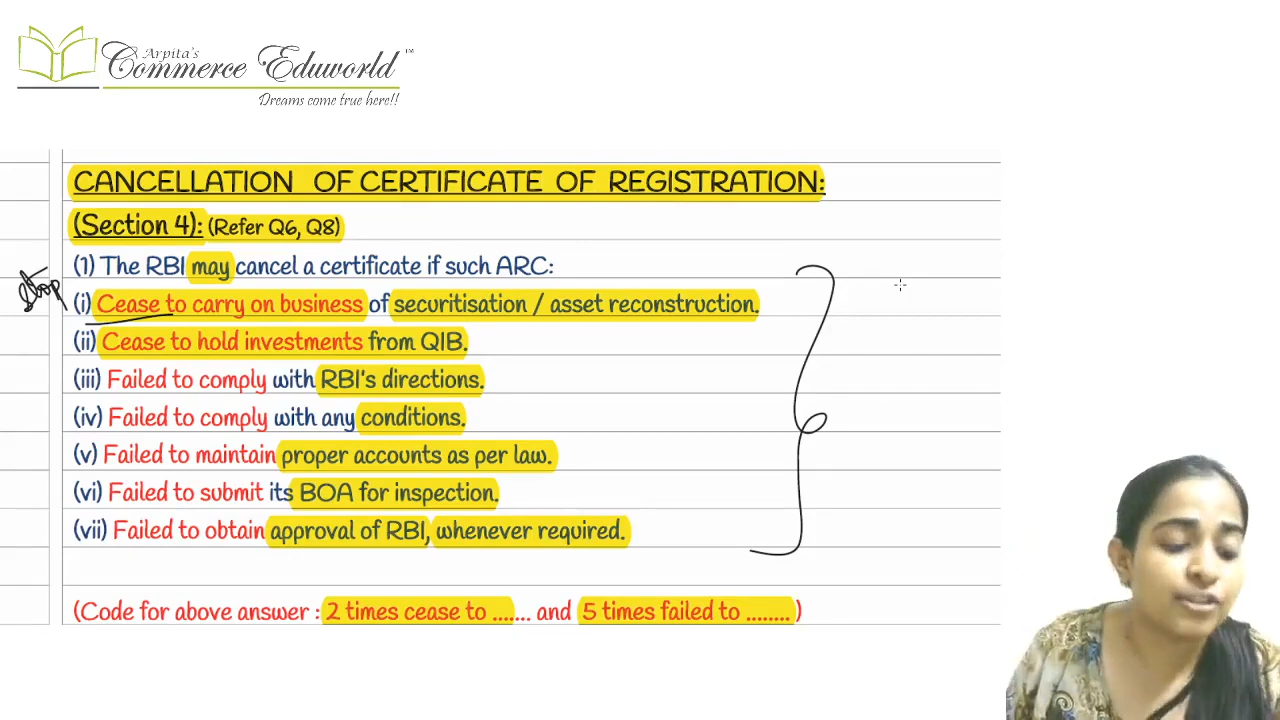 Arpita's
Commerce Eduworld™
Dreams come true here!!
CANCELLATION OF CERTIFICATE OF REGISTRATION:
(Section 4): (Refer Q6, Q8)
(1) The RBI may cancel a certificate if such ARC:
stop
(i) Cease to carry on business of securitisation / asset reconstruction.
(ii) Cease to hold investments from QIB.
(iii) Failed to comply with RBI's directions.
(iv) Failed to comply with any conditions.
(v) Failed to maintain proper accounts as per law.
(vi) Failed to submit its BOA for inspection.
(vii) Failed to obtain approval of RBI, whenever required.
(Code for above answer : 2 times cease to ....... and 5 times failed to ........ )